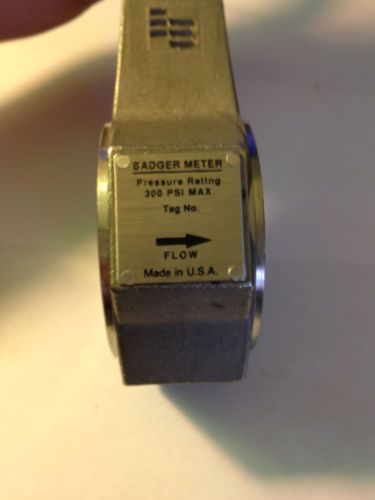 BADGER METER
Pressure Rating
300 PSI MAX.
Tag No.
FLOW
Made in U.S.A.